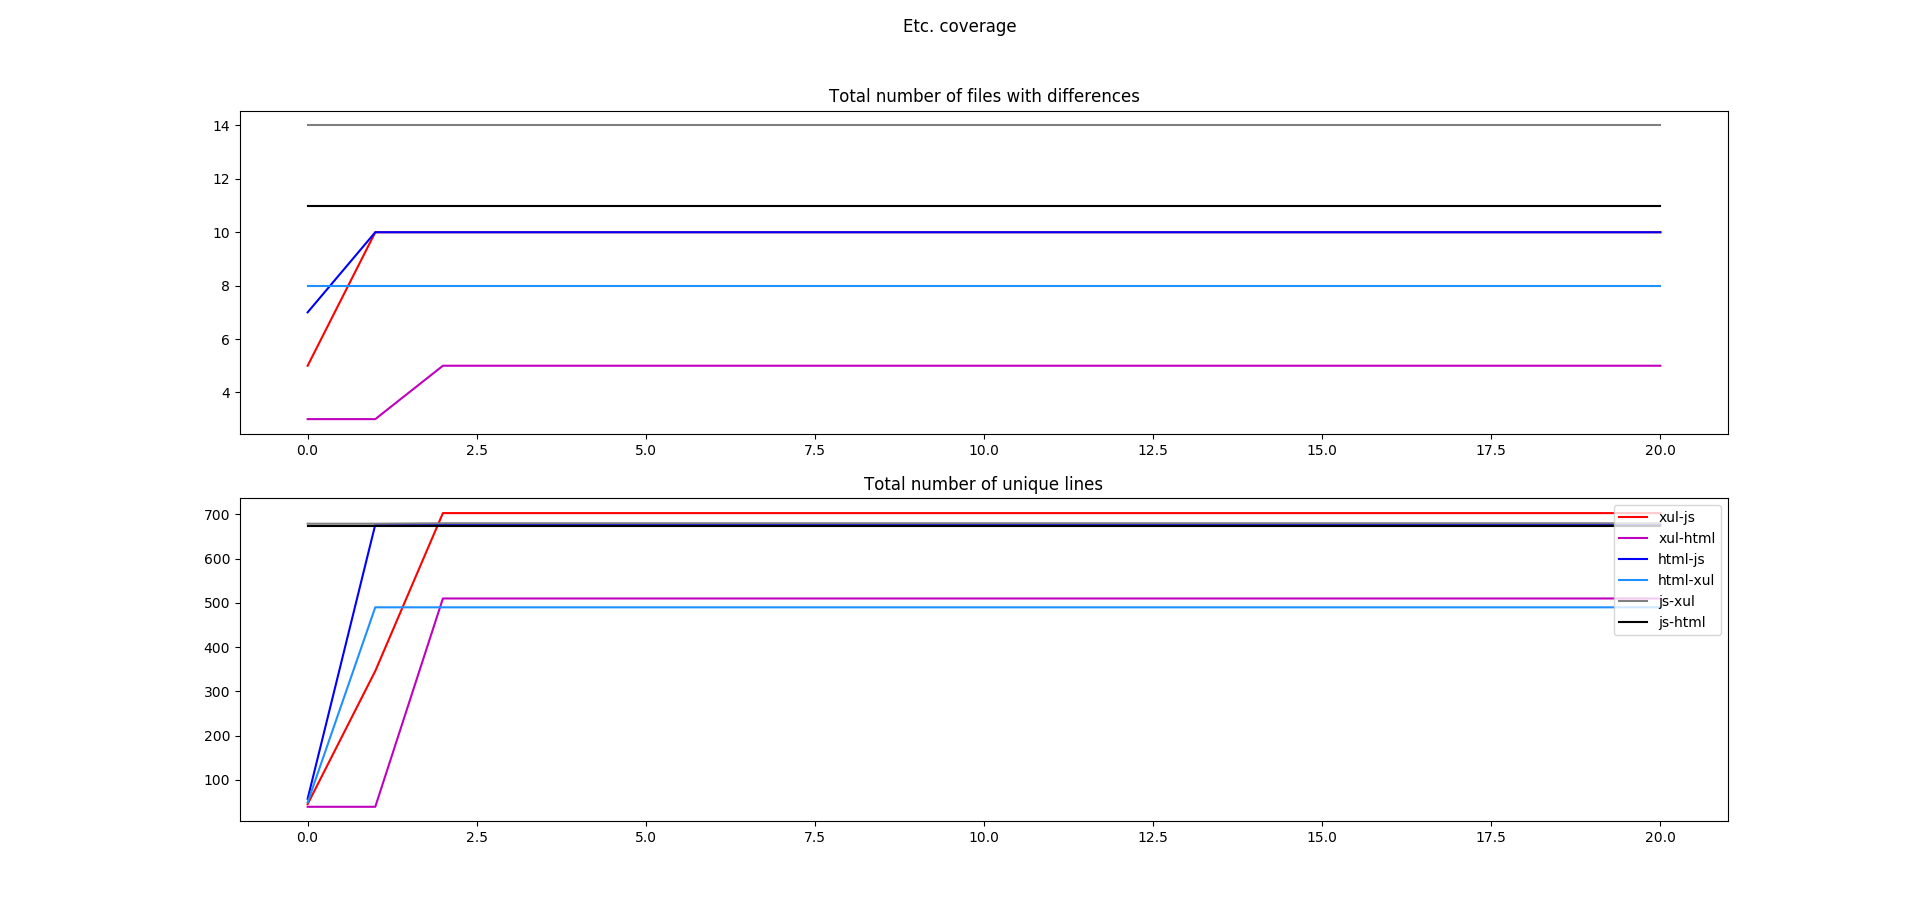 Etc. coverage
Total number of files with differences
14
12
10
8
6
4
0.0 2.5 5.0 7.5 10.0 12.5 15.0 17.5 20.0
Total number of unique lines
700
600
500
400
300
200
100
xul-js
xul-html
html-js
html-xul
js-xul
js-html
0.0 2.5 5.0 7.5 10.0 12.5 15.0 17.5 20.0